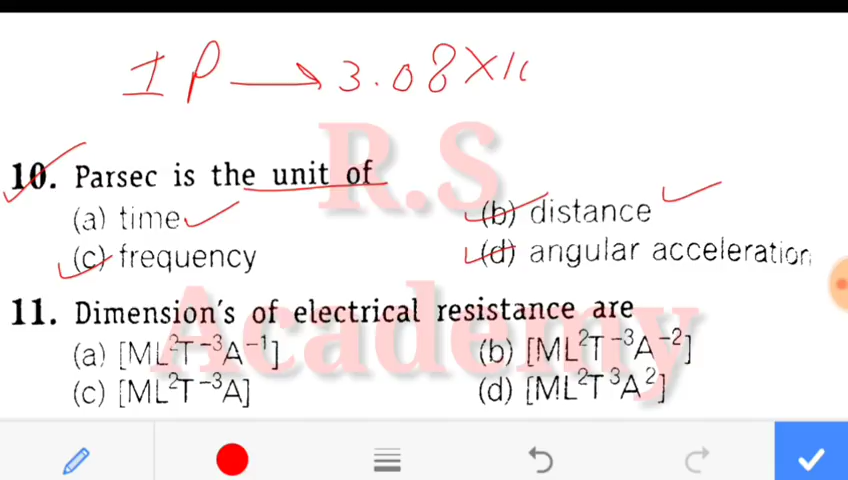 1 P → 3.08×10
10. Parsec is the unit of
(a) time (b) distance
(c) frequency (d) angular acceleration
11. Dimension's of electrical resistance are
(a) [ML²T⁻³A⁻¹] (b) [ML²T⁻³A⁻²]
(c) [ML²T⁻³A] (d) [ML²T³A²]
R.S
Academy